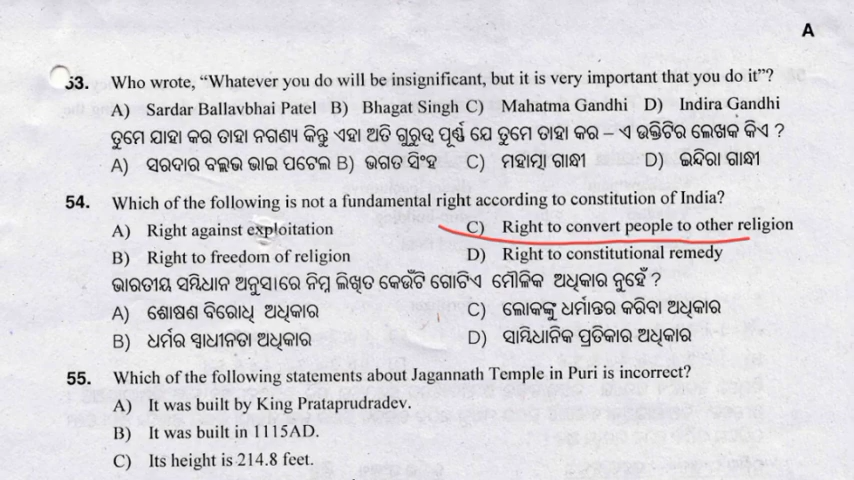 A
53. Who wrote, “Whatever you do will be insignificant, but it is very important that you do it”?
A) Sardar Ballavbhai Patel B) Bhagat Singh C) Mahatma Gandhi D) Indira Gandhi
ତୁମେ ଯାହା କର ତାହା ନଗଣ୍ୟ କିନ୍ତୁ ଏହା ଅତି ଗୁରୁତ୍ୱ ପୂର୍ଣ୍ଣ ଯେ ତୁମେ ତାହା କର – ଏ ଉକ୍ତିଟିର ଲେଖକ କିଏ ?
A) ସରଦାର ବଲ୍ଲଭ ଭାଇ ପଟେଲ B) ଭଗତ ସିଂହ C) ମହାତ୍ମା ଗାନ୍ଧୀ D) ଇନ୍ଦିରା ଗାନ୍ଧୀ
54. Which of the following is not a fundamental right according to constitution of India?
A) Right against exploitation C) Right to convert people to other religion
B) Right to freedom of religion D) Right to constitutional remedy
ଭାରତୀୟ ସମ୍ବିଧାନ ଅନୁସାରେ ନିମ୍ନ ଲିଖିତ କେଉଁଟି ଗୋଟିଏ ମୌଳିକ ଅଧିକାର ନୁହେଁ ?
A) ଶୋଷଣ ବିରୋଧି ଅଧିକାର C) ଲୋକଙ୍କୁ ଧର୍ମାନ୍ତର କରିବା ଅଧିକାର
B) ଧର୍ମର ସ୍ୱାଧୀନତା ଅଧିକାର D) ସାମ୍ବିଧାନିକ ପ୍ରତିକାର ଅଧିକାର
55. Which of the following statements about Jagannath Temple in Puri is incorrect?
A) It was built by King Prataprudradev.
B) It was built in 1115AD.
C) Its height is 214.8 feet.